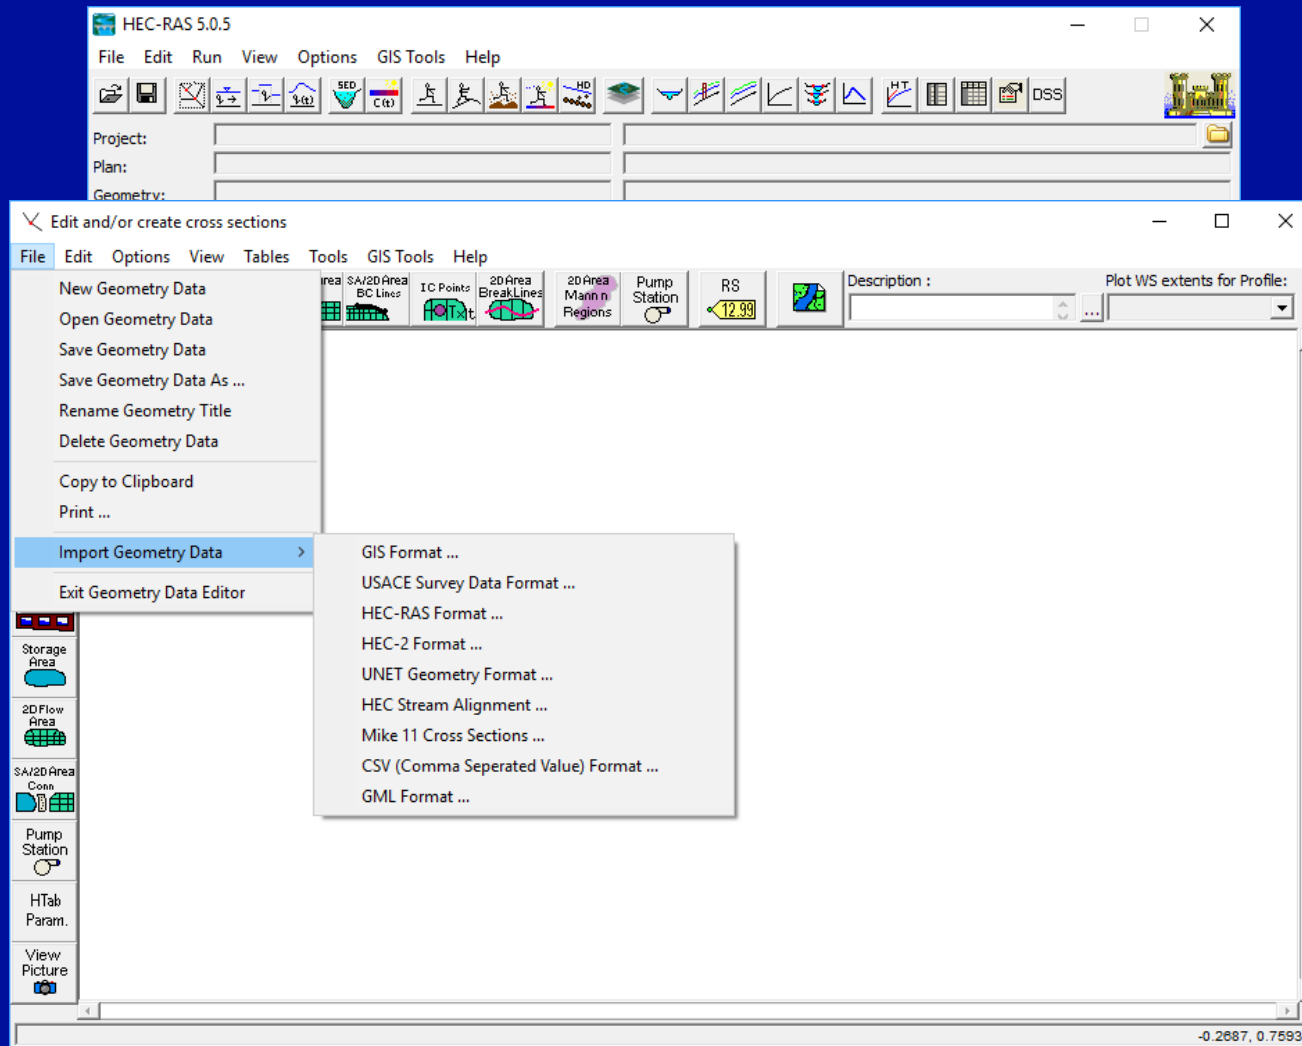 HEC-RAS 5.0.5
File Edit Run View Options GIS Tools Help
SED C(t) HD HT DSS
Project:
Plan:
Geometry:
Edit and/or create cross sections
File Edit Options View Tables Tools GIS Tools Help
New Geometry Data
Open Geometry Data
Save Geometry Data
Save Geometry Data As ...
Rename Geometry Title
Delete Geometry Data
Copy to Clipboard
Print ...
Import Geometry Data
Exit Geometry Data Editor
SA/2D Area
BC Lines
IC Points
2D Area
BreakLines
2D Area
Mann n
Regions
Pump
Station
RS
12.99
Description :
...
Plot WS extents for Profile:
GIS Format ...
USACE Survey Data Format ...
HEC-RAS Format ...
HEC-2 Format ...
UNET Geometry Format ...
HEC Stream Alignment ...
Mike 11 Cross Sections ...
CSV (Comma Seperated Value) Format ...
GML Format ...
Storage
Area
2D Flow
Area
SA/2D Area
Conn
Pump
Station
HTab
Param.
View
Picture
-0.2687, 0.7593